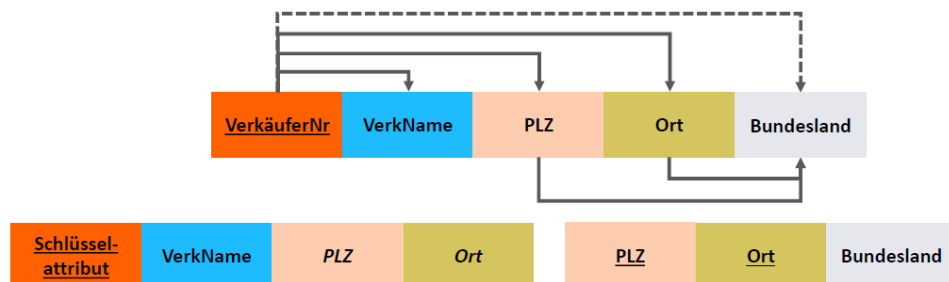 VerkäuferNr VerkName PLZ Ort Bundesland
Schlüssel-
attribut VerkName PLZ Ort PLZ Ort Bundesland